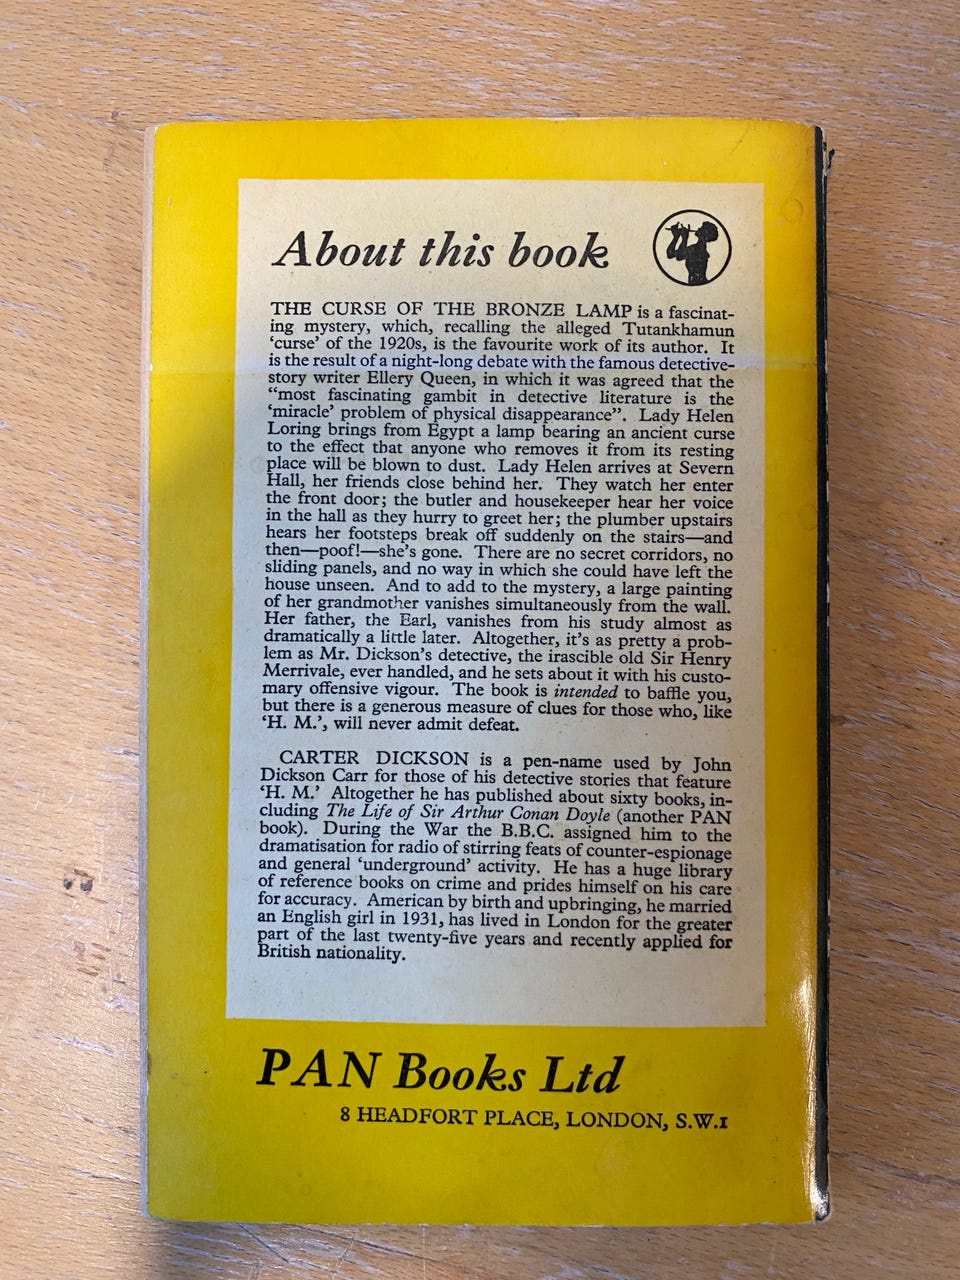 About this book
THE CURSE OF THE BRONZE LAMP is a fascinat-
ing mystery, which, recalling the alleged Tutankhamun
‘curse’ of the 1920s, is the favourite work of its author. It
is the result of a night-long debate with the famous detective-
story writer Ellery Queen, in which it was agreed that the
“most fascinating gambit in detective literature is the
‘miracle’ problem of physical disappearance”. Lady Helen
Loring brings from Egypt a lamp bearing an ancient curse
to the effect that anyone who removes it from its resting
place will be blown to dust. Lady Helen arrives at Severn
Hall, her friends close behind her. They watch her enter
the front door; the butler and housekeeper hear her voice
in the hall as they hurry to greet her; the plumber upstairs
hears her footsteps break off suddenly on the stairs—and
then—poof!—she’s gone. There are no secret corridors, no
sliding panels, and no way in which she could have left the
house unseen. And to add to the mystery, a large painting
of her grandmother vanishes simultaneously from the wall.
Her father, the Earl, vanishes from his study almost as
dramatically a little later. Altogether, it’s as pretty a prob-
lem as Mr. Dickson’s detective, the irascible old Sir Henry
Merrivale, ever handled, and he sets about it with his custo-
mary offensive vigour. The book is intended to baffle you,
but there is a generous measure of clues for those who, like
‘H. M.’, will never admit defeat.
CARTER DICKSON is a pen-name used by John
Dickson Carr for those of his detective stories that feature
‘H. M.’ Altogether he has published about sixty books, in-
cluding The Life of Sir Arthur Conan Doyle (another PAN
book). During the War the B.B.C. assigned him to the
dramatisation for radio of stirring feats of counter-espionage
and general ‘underground’ activity. He has a huge library
of reference books on crime and prides himself on his care
for accuracy. American by birth and upbringing, he married
an English girl in 1931, has lived in London for the greater
part of the last twenty-five years and recently applied for
British nationality.
PAN Books Ltd
8 HEADFORT PLACE, LONDON, S.W.1